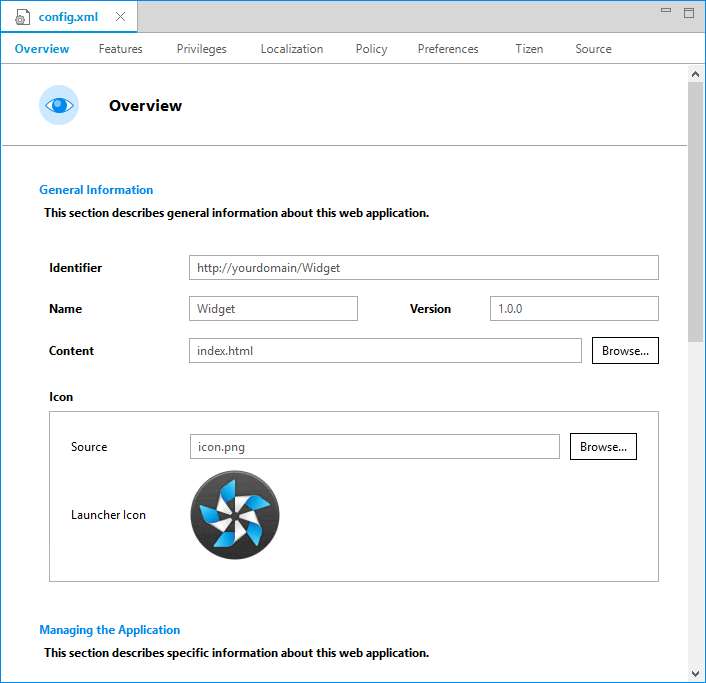 config.xml
Overview Features Privileges Localization Policy Preferences Tizen Source
Overview
General Information
This section describes general information about this web application.
Identifier http://yourdomain/Widget
Name Widget Version 1.0.0
Content index.html Browse...
Icon
Source icon.png Browse...
Launcher Icon
Managing the Application
This section describes specific information about this web application.